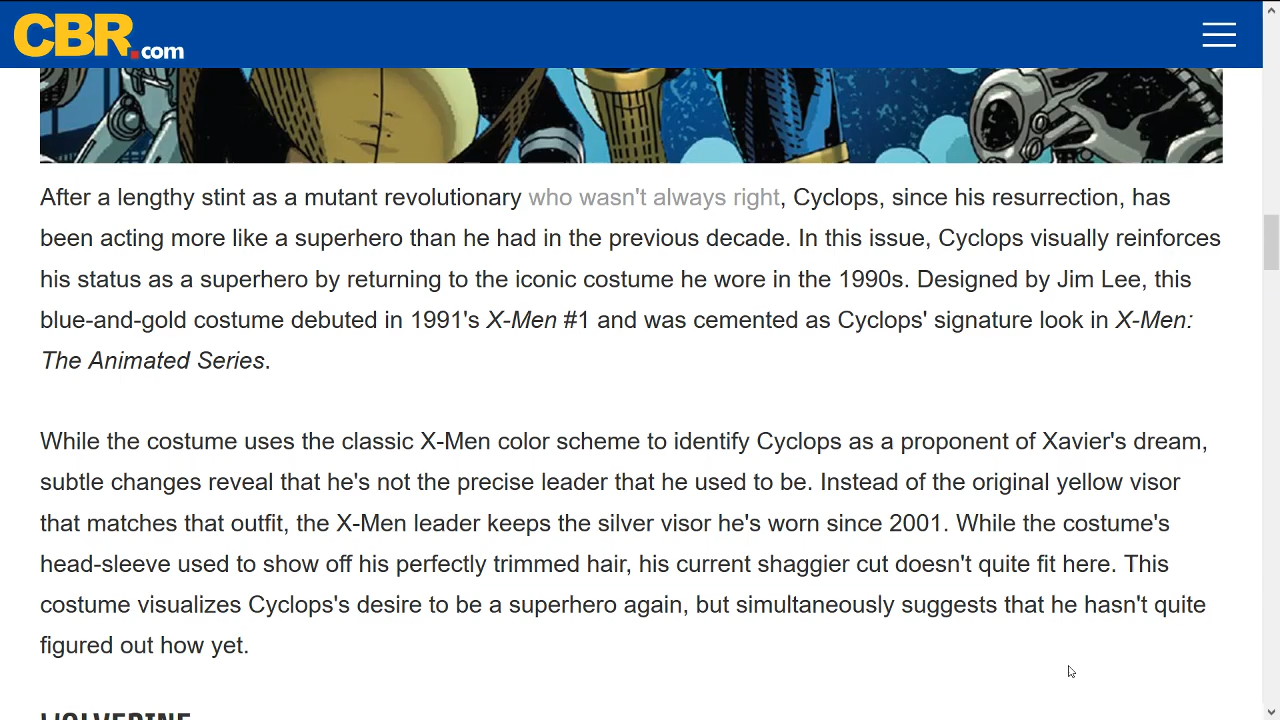 CBR.com
After a lengthy stint as a mutant revolutionary who wasn't always right, Cyclops, since his resurrection, has
been acting more like a superhero than he had in the previous decade. In this issue, Cyclops visually reinforces
his status as a superhero by returning to the iconic costume he wore in the 1990s. Designed by Jim Lee, this
blue-and-gold costume debuted in 1991's X-Men #1 and was cemented as Cyclops' signature look in X-Men:
The Animated Series.
While the costume uses the classic X-Men color scheme to identify Cyclops as a proponent of Xavier's dream,
subtle changes reveal that he's not the precise leader that he used to be. Instead of the original yellow visor
that matches that outfit, the X-Men leader keeps the silver visor he's worn since 2001. While the costume's
head-sleeve used to show off his perfectly trimmed hair, his current shaggier cut doesn't quite fit here. This
costume visualizes Cyclops's desire to be a superhero again, but simultaneously suggests that he hasn't quite
figured out how yet.
WOLVERINE